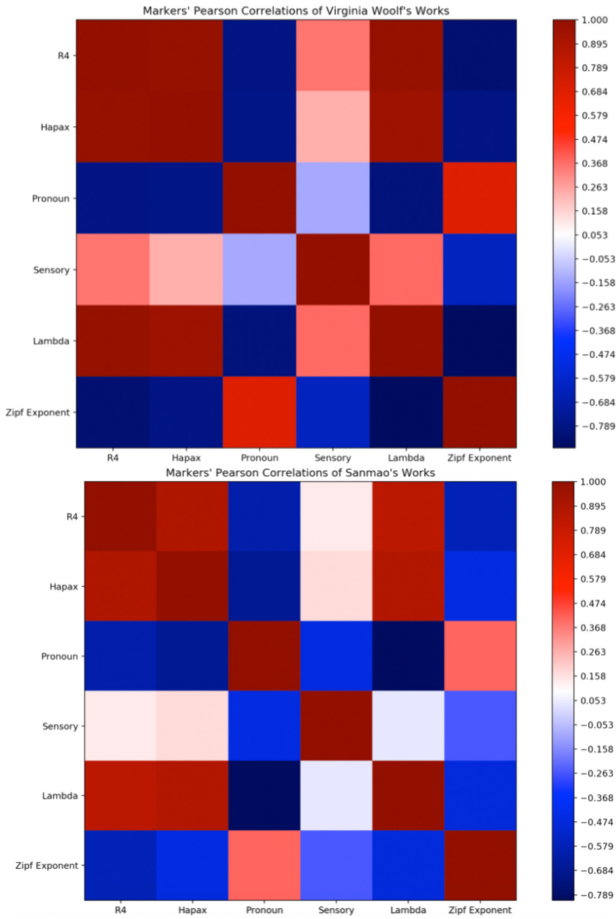 Markers' Pearson Correlations of Virginia Woolf's Works
R4
Hapax
Pronoun
Sensory
Lambda
Zipf Exponent
R4 Hapax Pronoun Sensory Lambda Zipf Exponent
1.000
0.895
0.789
0.684
0.579
0.474
0.368
0.263
0.158
0.053
−0.053
−0.158
−0.263
−0.368
−0.474
−0.579
−0.684
−0.789
Markers' Pearson Correlations of Sanmao's Works
R4
Hapax
Pronoun
Sensory
Lambda
Zipf Exponent
R4 Hapax Pronoun Sensory Lambda Zipf Exponent
1.000
0.895
0.789
0.684
0.579
0.474
0.368
0.263
0.158
0.053
−0.053
−0.158
−0.263
−0.368
−0.474
−0.579
−0.684
−0.789